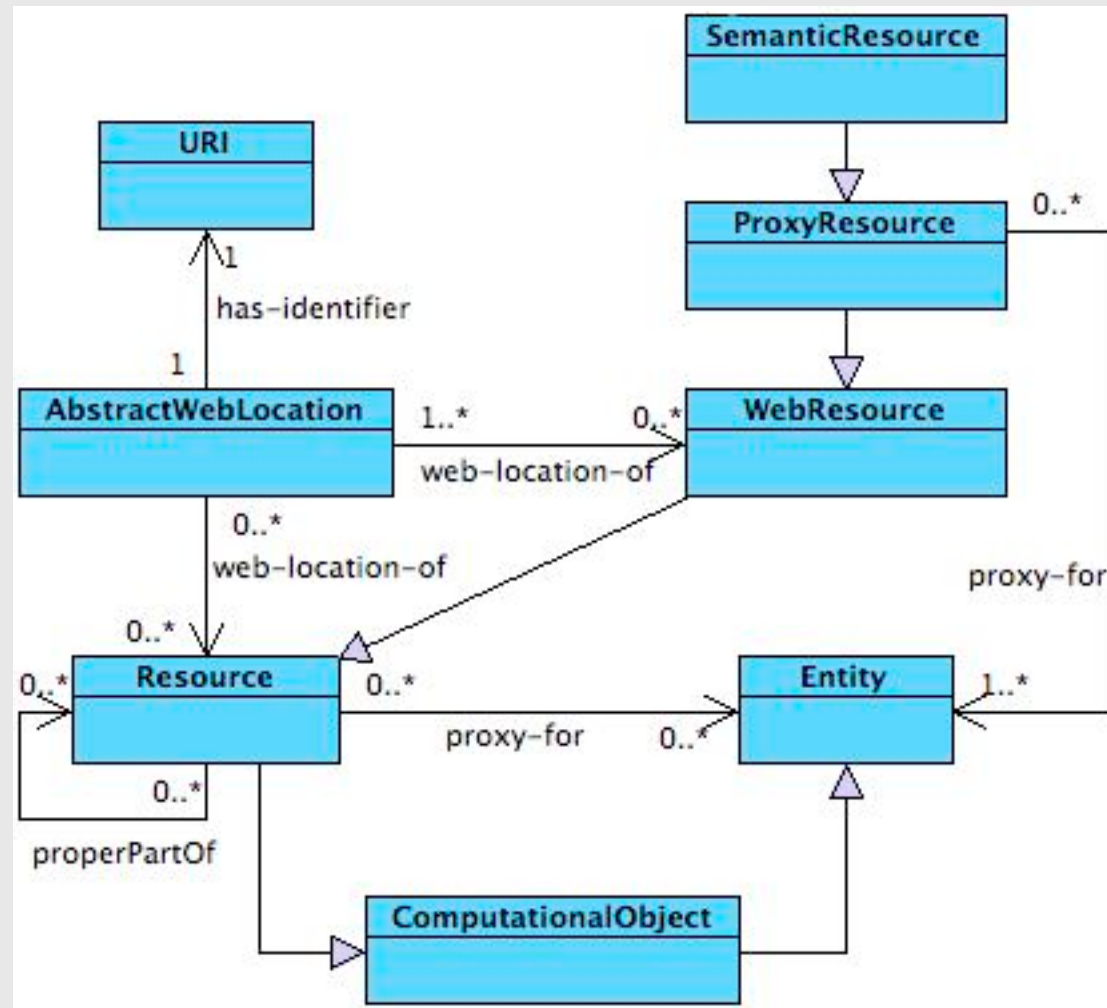 SemanticResource
URI
ProxyResource
0..*
1
has-identifier
1
AbstractWebLocation
1..*
0..*
WebResource
web-location-of
0..*
web-location-of
proxy-for
0..*
0..*
Resource
0..*
Entity
1..*
proxy-for
0..*
0..*
properPartOf
ComputationalObject